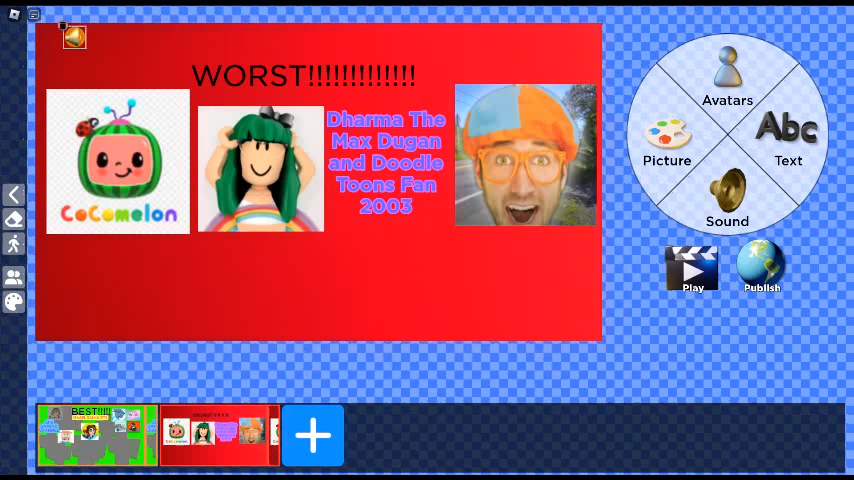 WORST!!!!!!!!!!!!!
Dharma The
Max Dugan
and Doodle
Toons Fan
2003
CoComelon
Avatars
Picture
Abc
Text
Sound
Play
Publish
BEST!!!!!